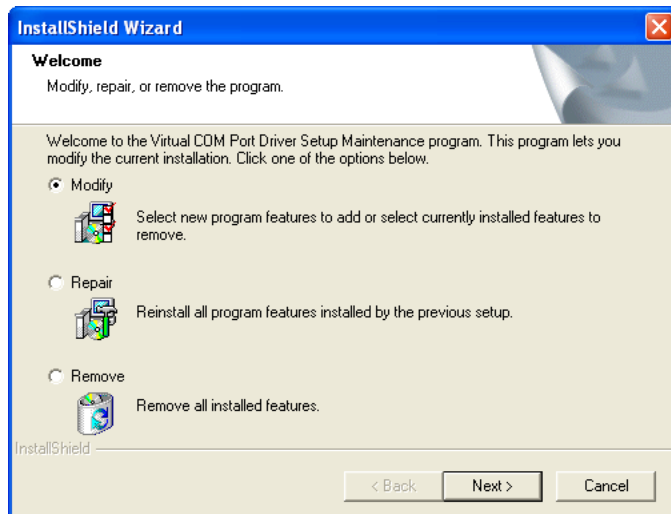 InstallShield Wizard
Welcome
Modify, repair, or remove the program.
Welcome to the Virtual COM Port Driver Setup Maintenance program. This program lets you
modify the current installation. Click one of the options below.
Modify
Select new program features to add or select currently installed features to
remove.
Repair
Reinstall all program features installed by the previous setup.
Remove
Remove all installed features.
InstallShield
< Back
Next >
Cancel